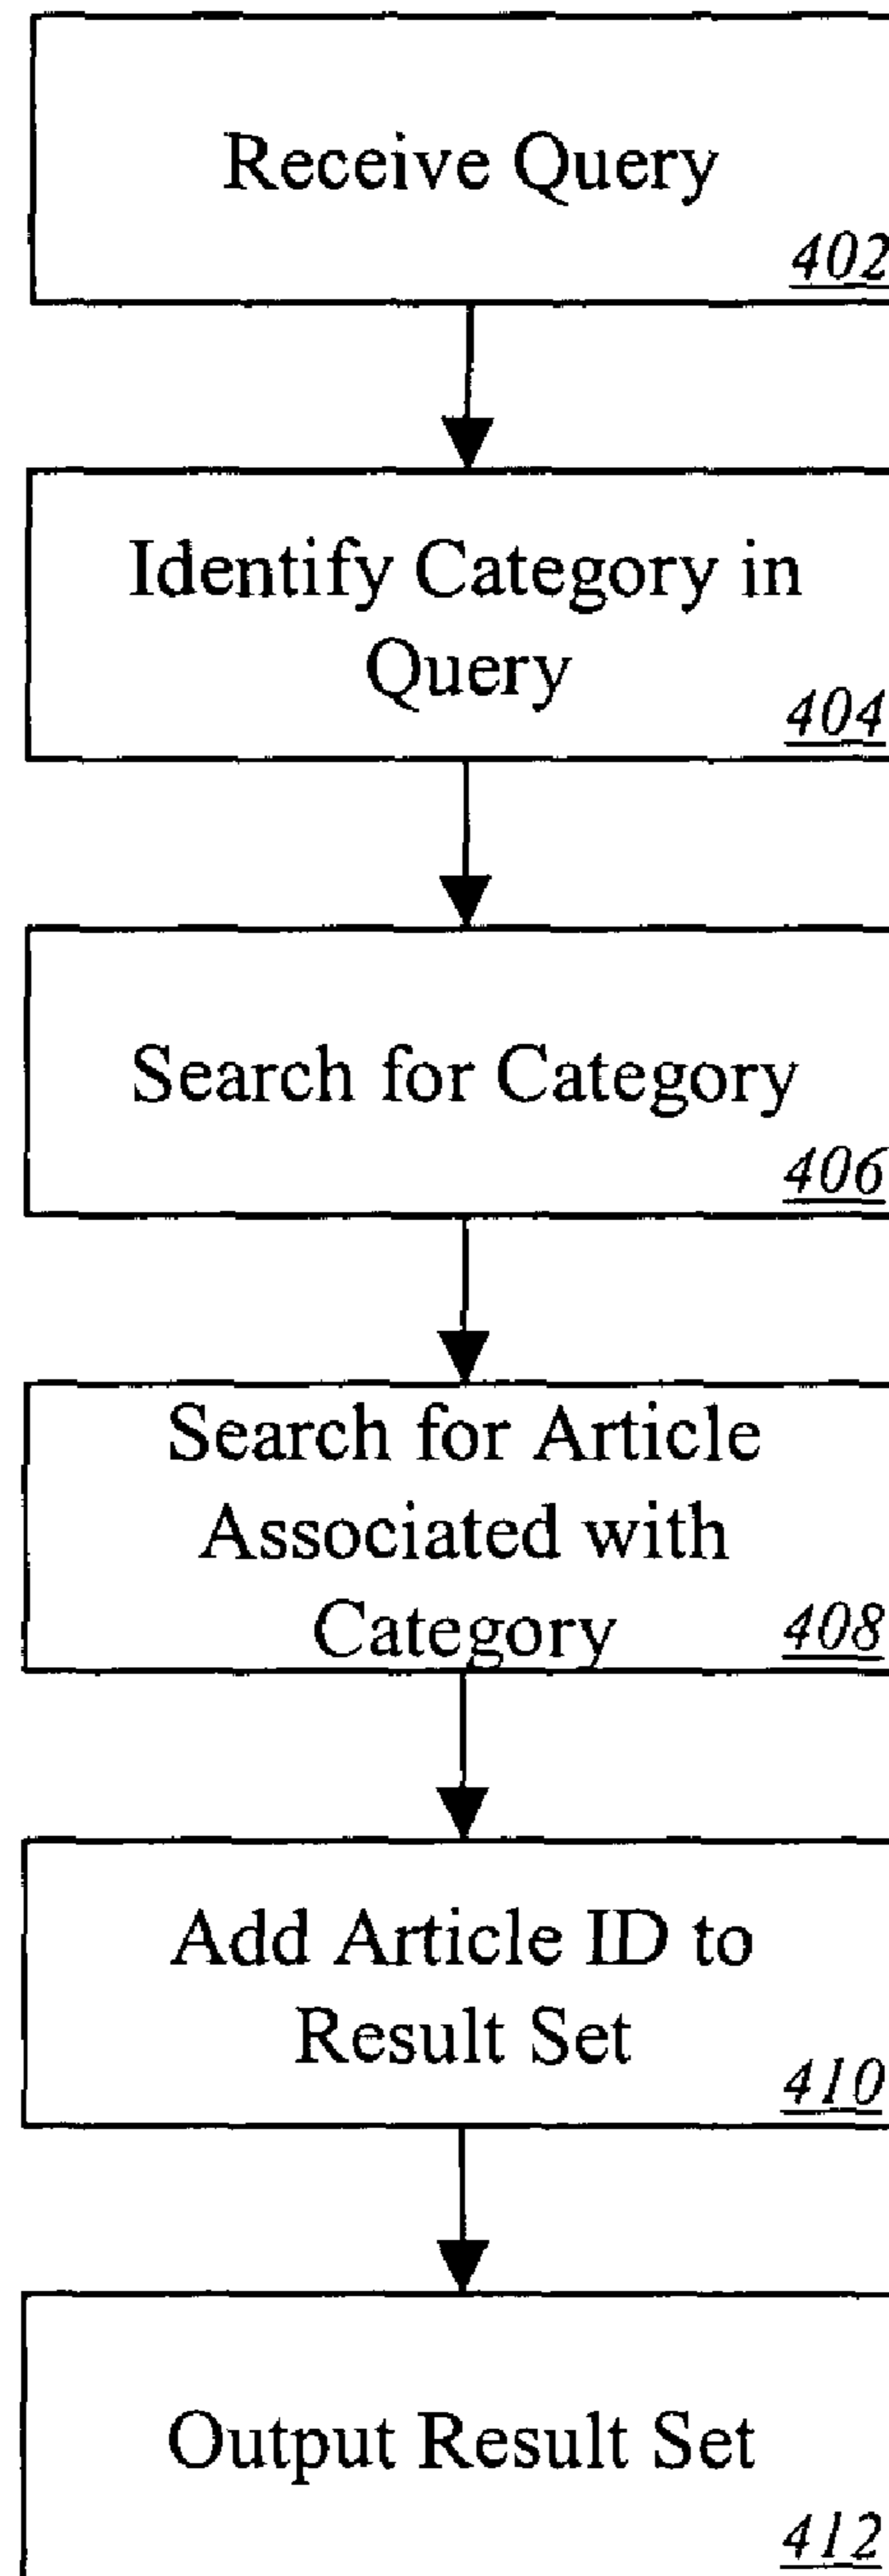 Receive Query
402
Identify Category in
Query
404
Search for Category
406
Search for Article
Associated with
Category
408
Add Article ID to
Result Set
410
Output Result Set
412